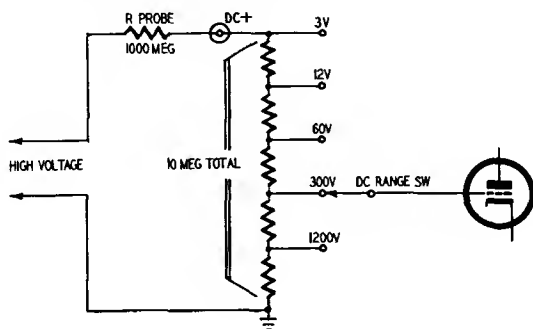 R PROBE
1000 MEG
DC+
3V
12V
60V
HIGH VOLTAGE
10 MEG TOTAL
300V
DC RANGE SW
1200V